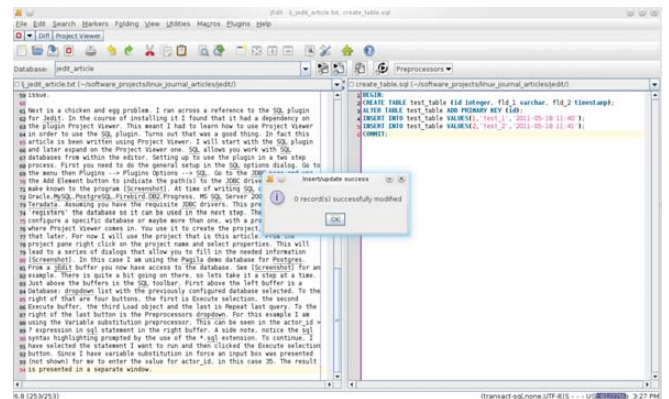 jEdit - lj_jedit_article.txt, create_table.sql
File Edit Search Markers Folding View Utilities Macros Plugins Help
Diff Project Viewer
Database: jedit_article
Preprocessors
lj_jedit_article.txt (~/software_projects/linux_journal_articles/jedit/)
issue.
Next is a chicken and egg problem. I ran across a reference to the SQL plugin
for Jedit. In the course of installing it I found that it had a dependency on
the plugin Project Viewer. This meant I had to learn how to use Project Viewer
in order to use the SQL plugin. Turns out that was a good thing. In fact this
article is been written using Project Viewer. I will start with the SQL plugin
and later expand on the Project Viewer one. SQL allows you work with SQL
databases from within the editor. Setting up to use the plugin in a two step
process. First you need to do the general setup in the SQL options dialog. Go to
the menu then Plugins --> Plugins Options --> SQL. Go to the JDBC
the Add Element button to indicate the path(s) to the JDBC drive
make known to the program [Screenshot]. At time of writing SQL c
Oracle,MySQL,PostgreSQL,Firebird,DB2,Progress, MS SQL Server 200
Teradata. Assuming you have the requisite JDBC drivers. This pre
'registers' the database so it can be used in the next step. The
configure a specific database or maybe more than one, with a pro
where Project Viewer comes in. You use it to create the project.
that later. For now I will use the project that is this article. From the
project pane right click on the project name and select properties. This will
lead to a series of dialogs that allow you to fill in the needed information
[Screenshot]. In this case I am using the Pagila demo database for Postgres.
From a jEdit buffer you now have access to the database. See [Screenshot] for an
example. There is quite a bit going on there, so lets take it a step at a time.
Just above the buffers is the SQL toolbar. First above the left buffer is a
Database: dropdown list with the previously configured database selected. To the
right of that are four buttons, the first is Execute selection, the second
Execute buffer, the third Load object and the last is Repeat last query. To the
right of the last button is the Preprocessors dropdown. For this example I am
using the Variable substitution preprocessor. This can be seen in the actor_id =
? expression in sql statement in the right buffer. A side note, notice the sql
syntax highlighting prompted by the use of the *.sql extension. To continue, I
have selected the statement I want to run and then clicked the Execute selection
button. Since I have variable substitution in force an input box was presented
(not shown) for me to enter the value for actor_id, in this case 35. The result
is presented in a separate window.
create_table.sql (~/software_projects/linux_journal_articles/jedit/)
BEGIN;
CREATE TABLE test_table (id integer, fld_1 varchar, fld_2 timestamp);
ALTER TABLE test_table ADD PRIMARY KEY (id);
INSERT INTO test_table VALUES(1,'test_1','2011-05-18 11:40');
INSERT INTO test_table VALUES(2,'test_2','2011-05-18 11:41');
COMMIT;
Insert/update success
0 record(s) successfully modified
OK
6,8 (253/253)
(transact-sql,none,UTF-8)S - - - UG
3:27 PM